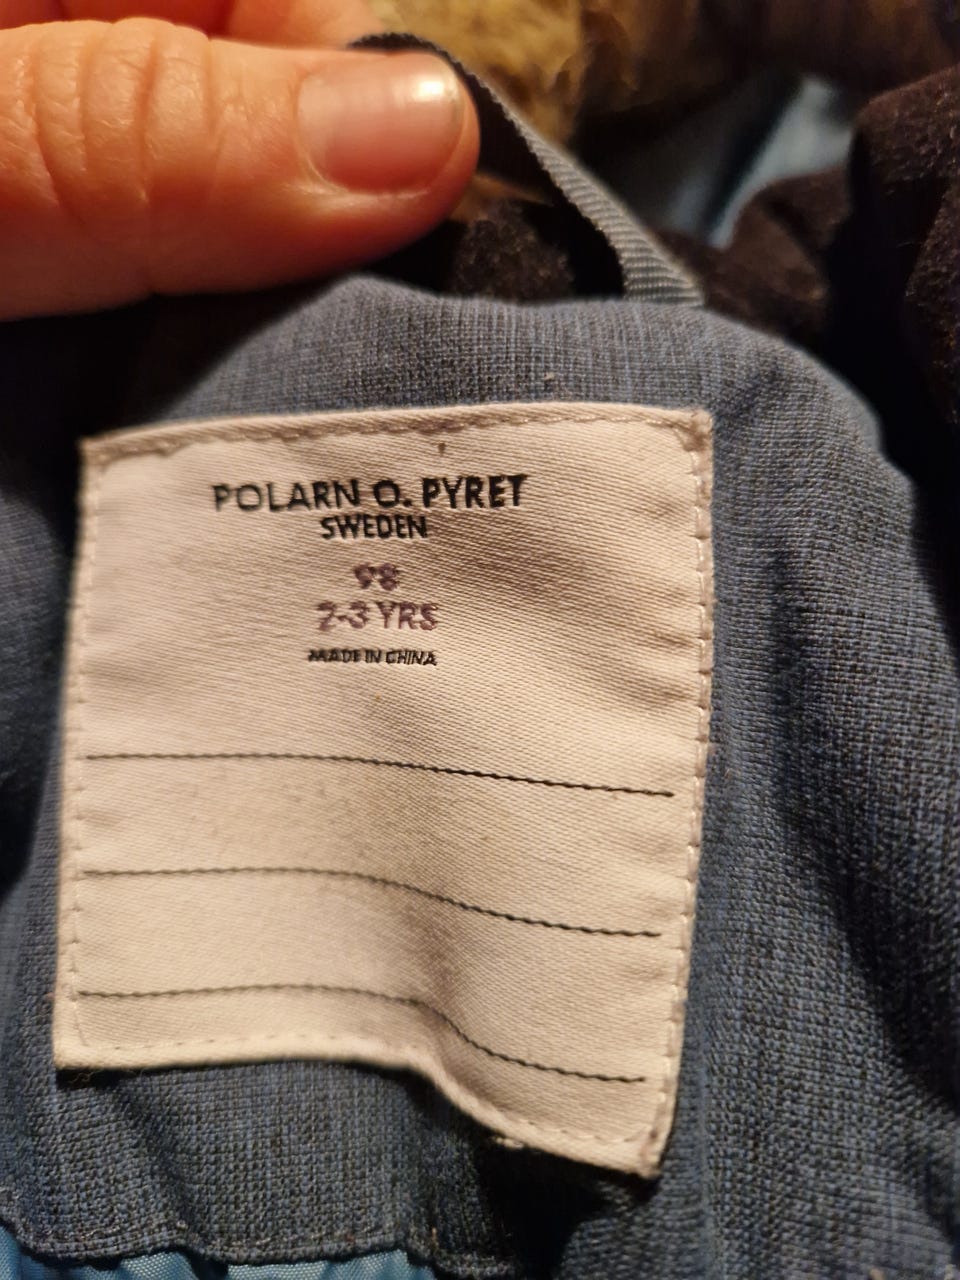 POLARN O. PYRET
SWEDEN
98
2-3 YRS
MADE IN CHINA